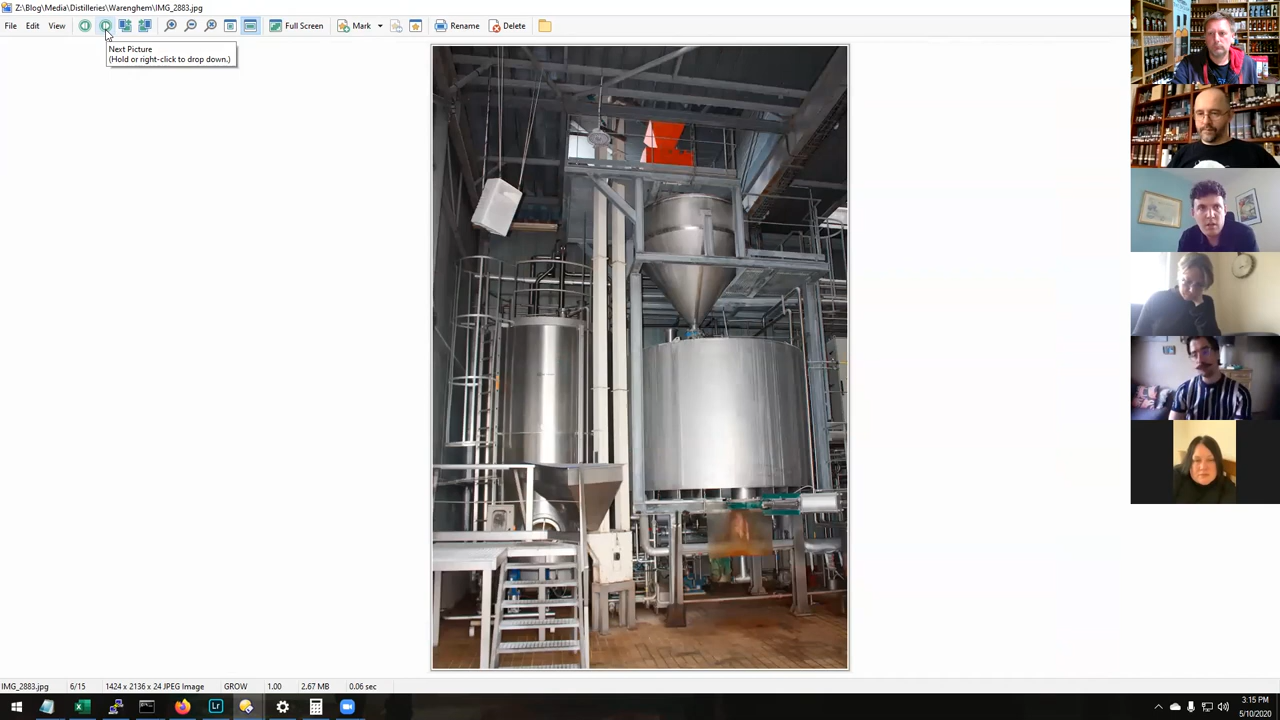 Z:\Blog\Media\Distilleries\Warenghem\IMG_2883.jpg
File Edit View Full Screen Mark Rename Delete
Next Picture
(Hold or right-click to drop down.)
IMG_2883.jpg 6/15 1424 x 2136 x 24 JPEG Image GROW 1.00 2.67 MB 0.06 sec
Lr
3:15 PM
5/10/2020